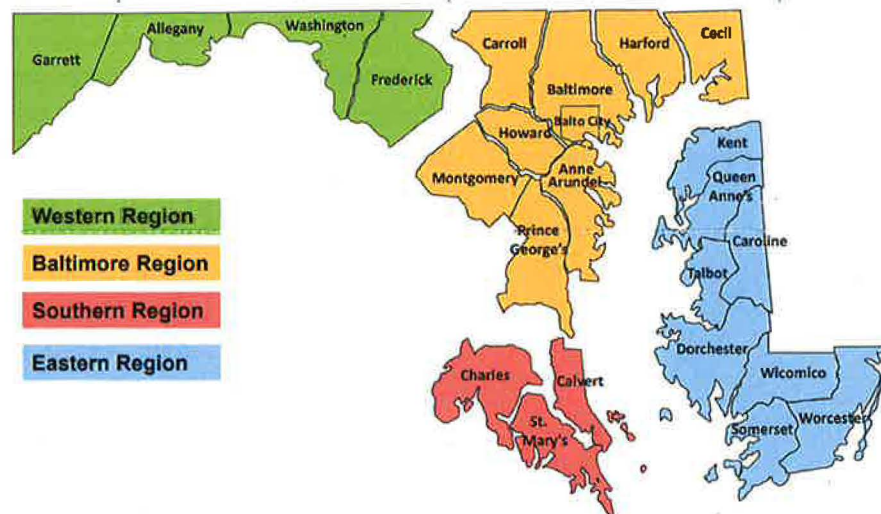 Garrett
Allegany
Washington
Frederick
Carroll
Baltimore
Harford
Cecil
Balto City
Howard
Montgomery
Anne
Arundel
Prince
George's
Kent
Queen
Anne's
Caroline
Talbot
Dorchester
Wicomico
Worcester
Somerset
Charles
Calvert
St.
Mary's
Western Region
Baltimore Region
Southern Region
Eastern Region